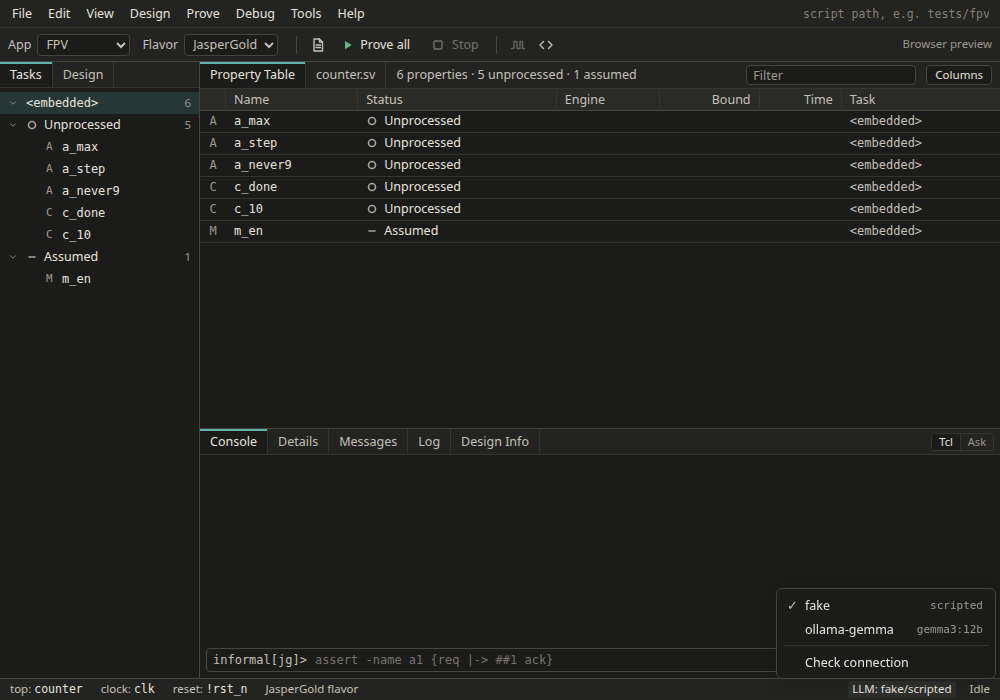 File Edit View Design Prove Debug Tools Help script path, e.g. tests/fpv
App FPV Flavor JasperGold Prove all Stop Browser preview
Tasks Design Property Table counter.sv 6 properties · 5 unprocessed · 1 assumed Filter Columns
Name Status Engine Bound Time Task
<embedded> 6
Unprocessed 5
A a_max
A a_step
A a_never9
C c_done
C c_10
Assumed 1
M m_en
A a_max Unprocessed <embedded>
A a_step Unprocessed <embedded>
A a_never9 Unprocessed <embedded>
C c_done Unprocessed <embedded>
C c_10 Unprocessed <embedded>
M m_en Assumed <embedded>
Console Details Messages Log Design Info Tcl Ask
✓ fake scripted
ollama-gemma gemma3:12b
Check connection
informal[jg]> assert -name a1 {req |-> ##1 ack}
top: counter clock: clk reset: !rst_n JasperGold flavor LLM: fake/scripted Idle